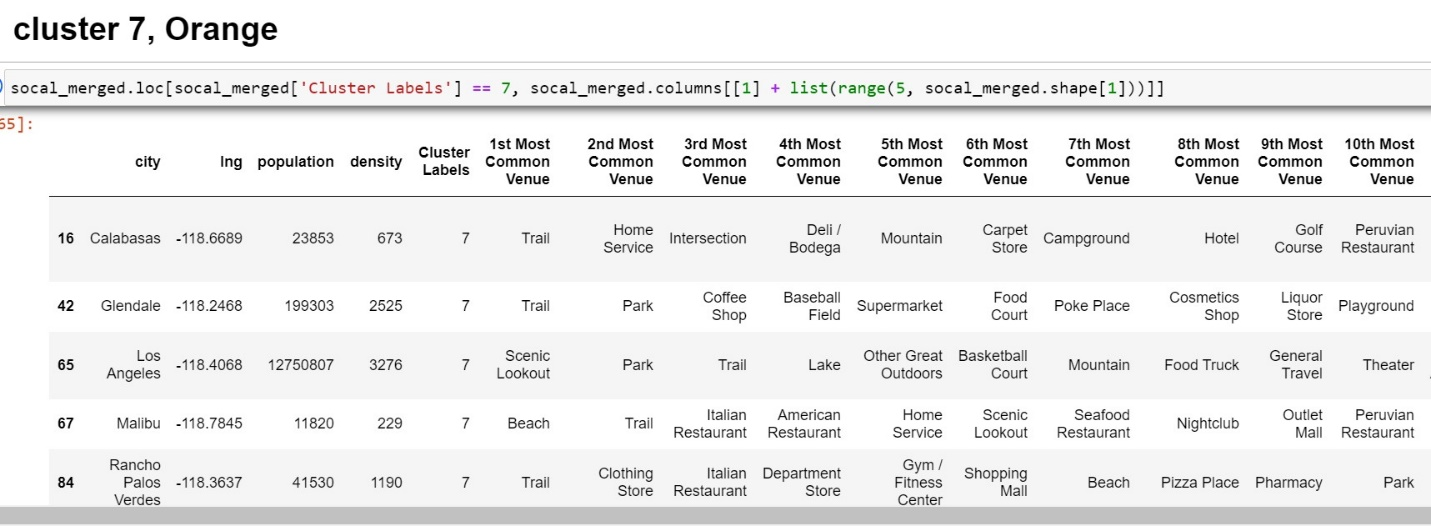 cluster 7, Orange
socal_merged.loc[socal_merged['Cluster Labels'] == 7, socal_merged.columns[[1] + list(range(5, socal_merged.shape[1]))]]
65]:
city lng population density Cluster Labels 1st Most Common Venue 2nd Most Common Venue 3rd Most Common Venue 4th Most Common Venue 5th Most Common Venue 6th Most Common Venue 7th Most Common Venue 8th Most Common Venue 9th Most Common Venue 10th Most Common Venue
16 Calabasas -118.6689 23853 673 7 Trail Home Service Intersection Deli / Bodega Mountain Carpet Store Campground Hotel Golf Course Peruvian Restaurant
42 Glendale -118.2468 199303 2525 7 Trail Park Coffee Shop Baseball Field Supermarket Food Court Poke Place Cosmetics Shop Liquor Store Playground
65 Los Angeles -118.4068 12750807 3276 7 Scenic Lookout Park Trail Lake Other Great Outdoors Basketball Court Mountain Food Truck General Travel Theater
67 Malibu -118.7845 11820 229 7 Beach Trail Italian Restaurant American Restaurant Home Service Scenic Lookout Seafood Restaurant Nightclub Outlet Mall Peruvian Restaurant
84 Rancho Palos Verdes -118.3637 41530 1190 7 Trail Clothing Store Italian Restaurant Department Store Gym / Fitness Center Shopping Mall Beach Pizza Place Pharmacy Park